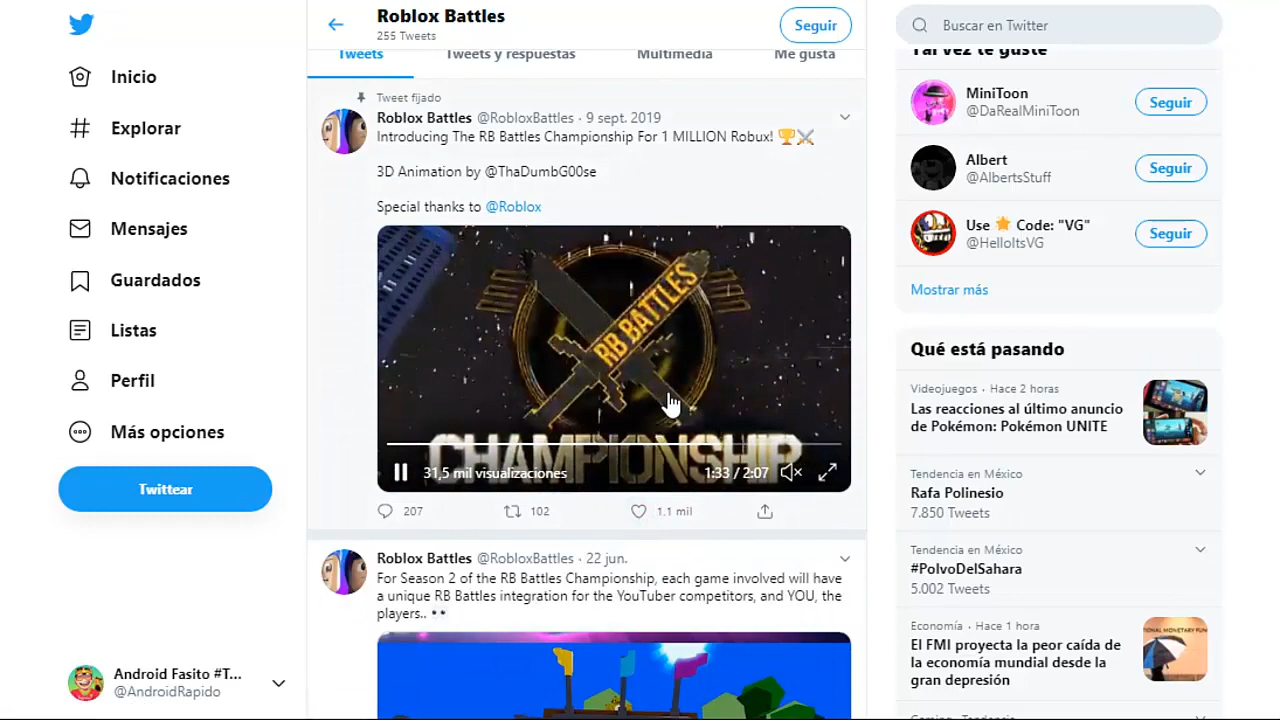 Inicio
Explorar
Notificaciones
Mensajes
Guardados
Listas
Perfil
Más opciones
Twittear
Android Fasito #T...
@AndroidRapido
Roblox Battles
255 Tweets
Seguir
Tweets
Tweets y respuestas
Multimedia
Me gusta
Tweet fijado
Roblox Battles @RobloxBattles · 9 sept. 2019
Introducing The RB Battles Championship For 1 MILLION Robux! 🏆⚔️
3D Animation by @ThaDumbG00se
Special thanks to @Roblox
RB BATTLES
CHAMPIONSHIP
31,5 mil visualizaciones
1:33 / 2:07
207
102
1.1 mil
Roblox Battles @RobloxBattles · 22 jun.
For Season 2 of the RB Battles Championship, each game involved will have
a unique RB Battles integration for the YouTuber competitors, and YOU, the
players.. 👀
Buscar en Twitter
Tal vez te guste
MiniToon
@DaRealMiniToon
Seguir
Albert
@AlbertsStuff
Seguir
Use 🌟 Code: "VG"
@HelloItsVG
Seguir
Mostrar más
Qué está pasando
Videojuegos · Hace 2 horas
Las reacciones al último anuncio
de Pokémon: Pokémon UNITE
Tendencia en México
Rafa Polinesio
7.850 Tweets
Tendencia en México
#PolvoDelSahara
5.002 Tweets
Economía · Hace 1 hora
El FMI proyecta la peor caída de
la economía mundial desde la
gran depresión